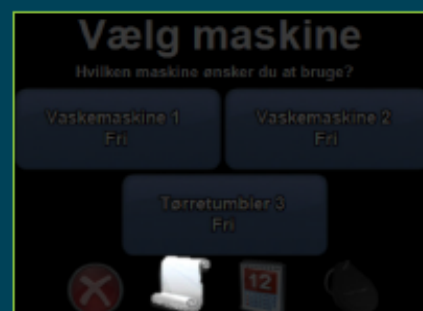 Vælg maskine
Hvilken maskine ønsker du at bruge?
Vaskemaskine 1
Fri
Vaskemaskine 2
Fri
Tørretumbler 3
Fri
12